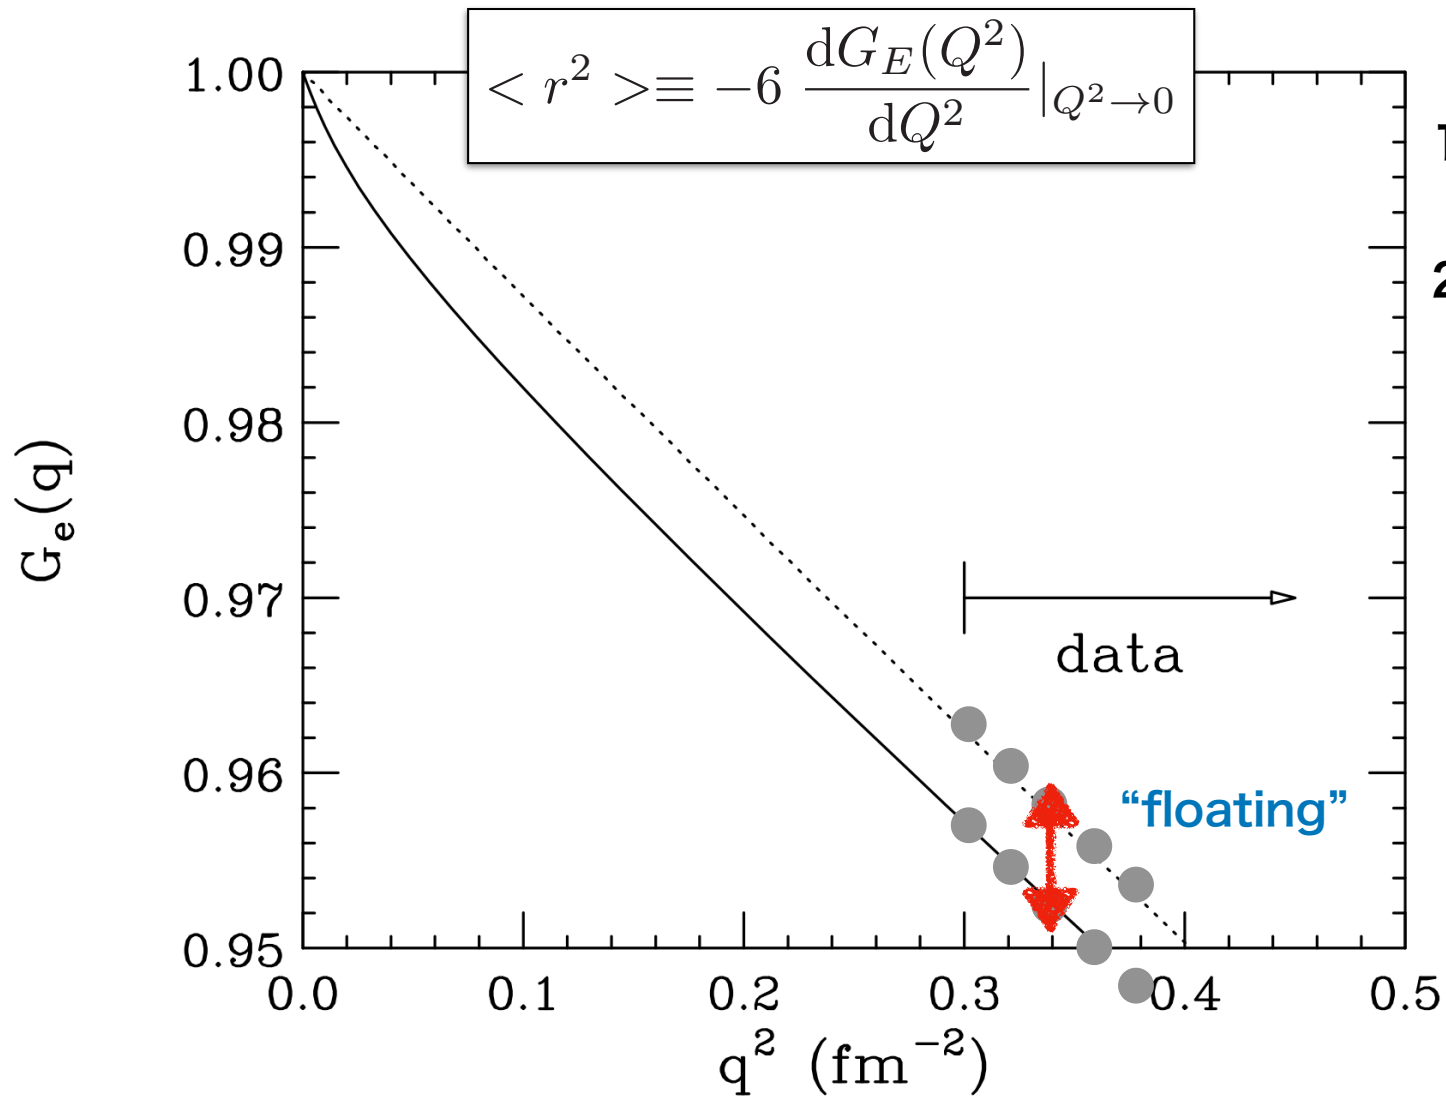 < r² > ≡ −6 dG_E(Q²)/dQ² |_{Q²→0}
1.00
0.99
0.98
0.97
0.96
0.95
G_e(q)
data
“floating”
0.0 0.1 0.2 0.3 0.4 0.5
q² (fm⁻²)
2